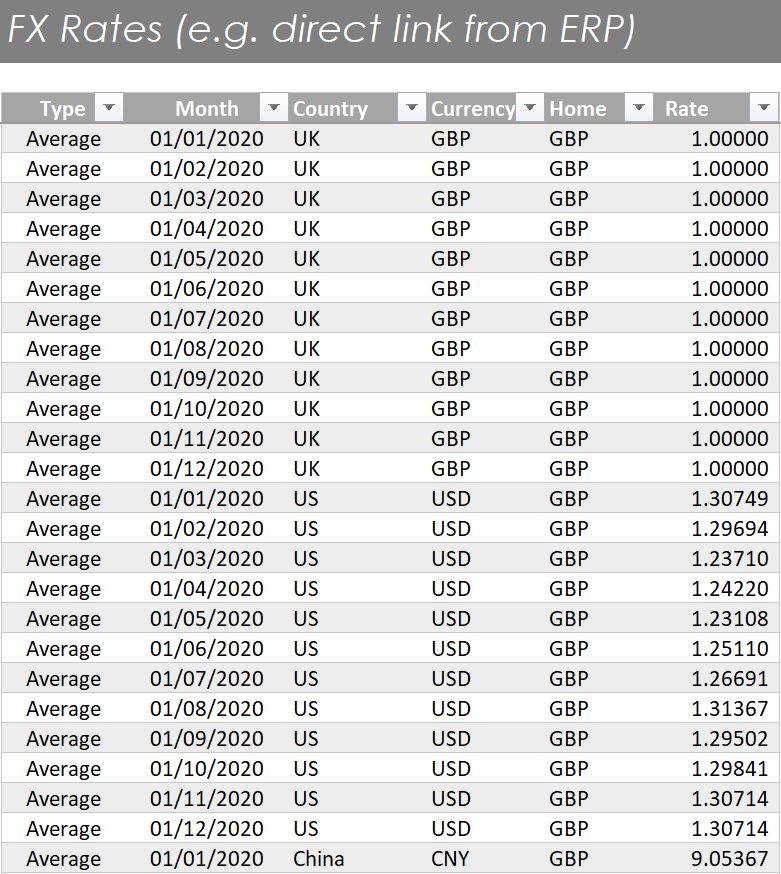 FX Rates (e.g. direct link from ERP)
Type Month Country Currency Home Rate
Average 01/01/2020 UK GBP GBP 1.00000
Average 01/02/2020 UK GBP GBP 1.00000
Average 01/03/2020 UK GBP GBP 1.00000
Average 01/04/2020 UK GBP GBP 1.00000
Average 01/05/2020 UK GBP GBP 1.00000
Average 01/06/2020 UK GBP GBP 1.00000
Average 01/07/2020 UK GBP GBP 1.00000
Average 01/08/2020 UK GBP GBP 1.00000
Average 01/09/2020 UK GBP GBP 1.00000
Average 01/10/2020 UK GBP GBP 1.00000
Average 01/11/2020 UK GBP GBP 1.00000
Average 01/12/2020 UK GBP GBP 1.00000
Average 01/01/2020 US USD GBP 1.30749
Average 01/02/2020 US USD GBP 1.29694
Average 01/03/2020 US USD GBP 1.23710
Average 01/04/2020 US USD GBP 1.24220
Average 01/05/2020 US USD GBP 1.23108
Average 01/06/2020 US USD GBP 1.25110
Average 01/07/2020 US USD GBP 1.26691
Average 01/08/2020 US USD GBP 1.31367
Average 01/09/2020 US USD GBP 1.29502
Average 01/10/2020 US USD GBP 1.29841
Average 01/11/2020 US USD GBP 1.30714
Average 01/12/2020 US USD GBP 1.30714
Average 01/01/2020 China CNY GBP 9.05367